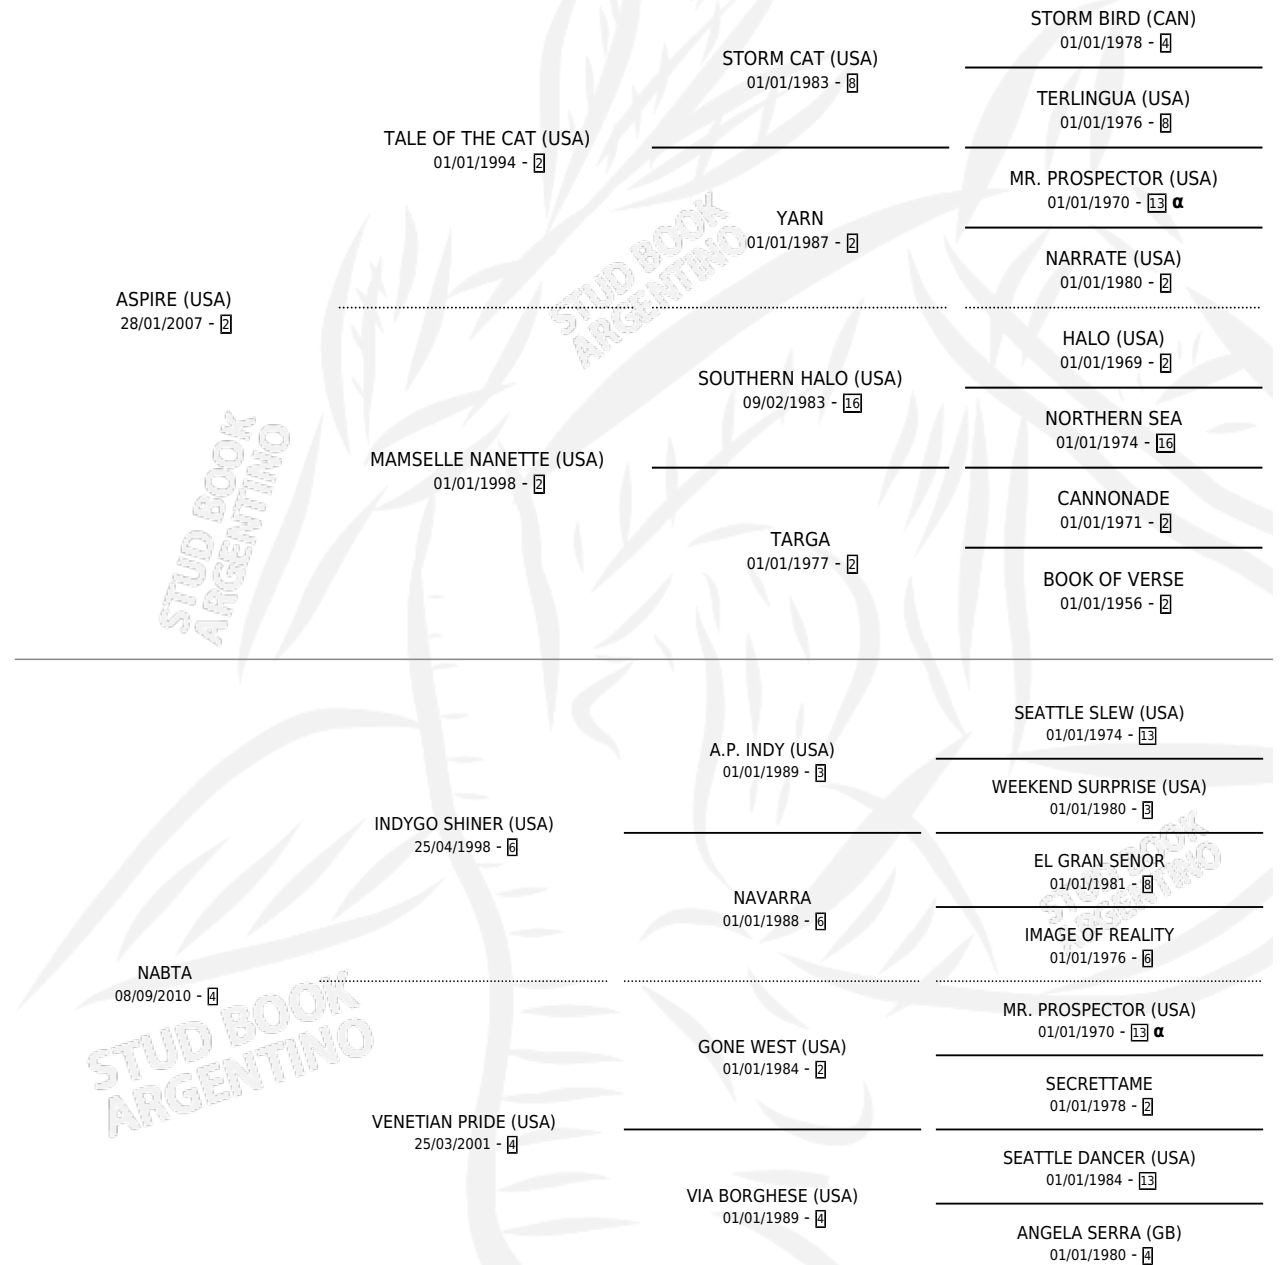 STORM BIRD (CAN)
01/01/1978 - 4
STORM CAT (USA)
01/01/1983 - 8
TERLINGUA (USA)
01/01/1976 - 8
TALE OF THE CAT (USA)
01/01/1994 - 2
MR. PROSPECTOR (USA)
01/01/1970 - 13 α
YARN
01/01/1987 - 2
NARRATE (USA)
01/01/1980 - 2
ASPIRE (USA)
28/01/2007 - 2
HALO (USA)
01/01/1969 - 2
SOUTHERN HALO (USA)
09/02/1983 - 16
NORTHERN SEA
01/01/1974 - 16
MAMSELLE NANETTE (USA)
01/01/1998 - 2
CANNONADE
01/01/1971 - 2
TARGA
01/01/1977 - 2
BOOK OF VERSE
01/01/1956 - 2
STUD BOOK
ARGENTINO
STUD BOOK
ARGENTINO
SEATTLE SLEW (USA)
01/01/1974 - 13
A.P. INDY (USA)
01/01/1989 - 3
WEEKEND SURPRISE (USA)
01/01/1980 - 3
INDYGO SHINER (USA)
25/04/1998 - 6
EL GRAN SENOR
01/01/1981 - 8
NAVARRA
01/01/1988 - 6
IMAGE OF REALITY
01/01/1976 - 6
NABTA
08/09/2010 - 4
MR. PROSPECTOR (USA)
01/01/1970 - 13 α
GONE WEST (USA)
01/01/1984 - 2
SECRETTAME
01/01/1978 - 2
VENETIAN PRIDE (USA)
25/03/2001 - 4
SEATTLE DANCER (USA)
01/01/1984 - 13
VIA BORGHESE (USA)
01/01/1989 - 4
ANGELA SERRA (GB)
01/01/1980 - 4
STUD BOOK
ARGENTINO
STUD BOOK
ARGENTINO